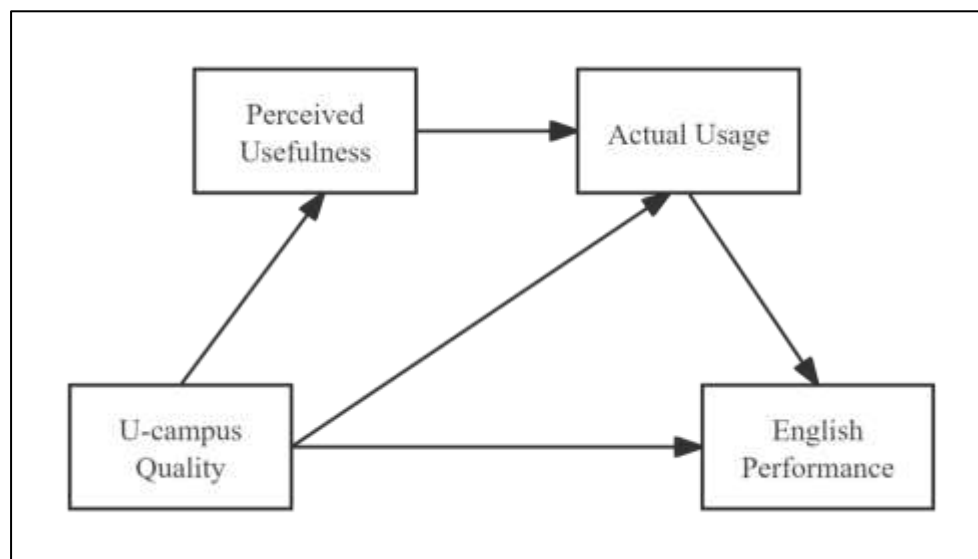 Perceived
Usefulness
Actual Usage
U-campus
Quality
English
Performance